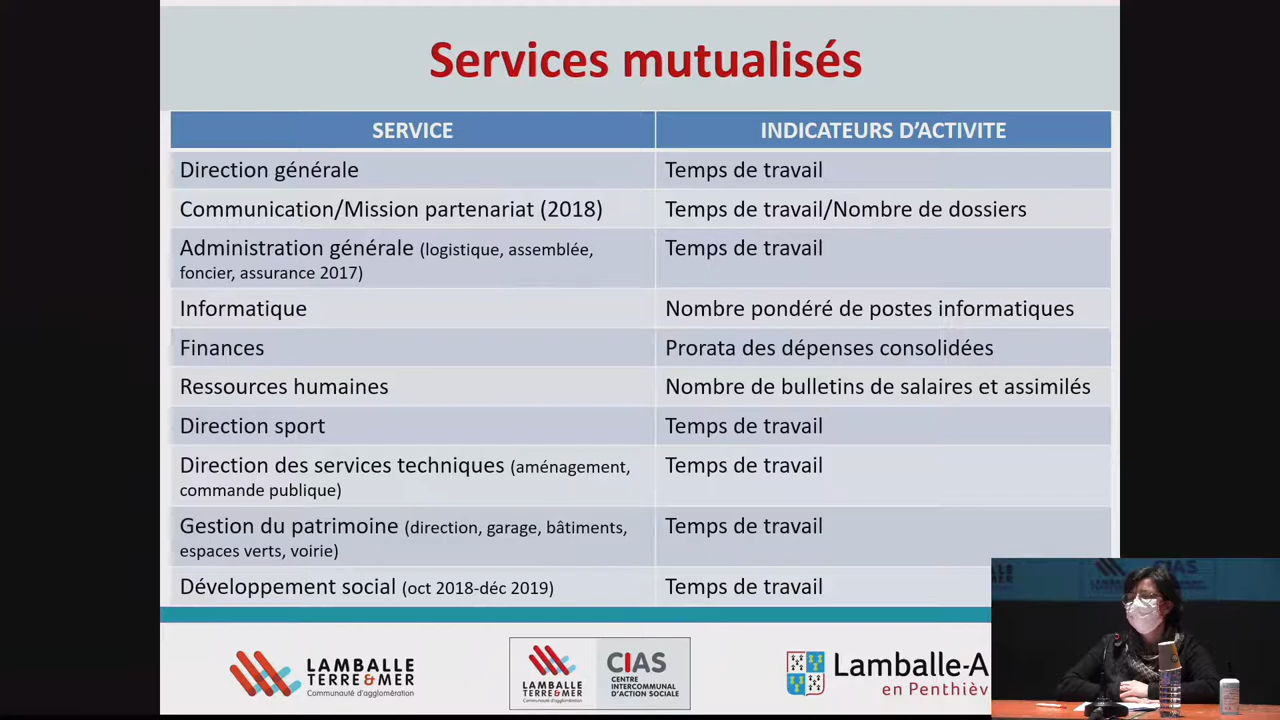 Services mutualisés
SERVICE
INDICATEURS D’ACTIVITE
Direction générale
Temps de travail
Communication/Mission partenariat (2018)
Temps de travail/Nombre de dossiers
Administration générale (logistique, assemblée,
foncier, assurance 2017)
Temps de travail
Informatique
Nombre pondéré de postes informatiques
Finances
Prorata des dépenses consolidées
Ressources humaines
Nombre de bulletins de salaires et assimilés
Direction sport
Temps de travail
Direction des services techniques (aménagement,
commande publique)
Temps de travail
Gestion du patrimoine (direction, garage, bâtiments,
espaces verts, voirie)
Temps de travail
Développement social (oct 2018-déc 2019)
Temps de travail
LAMBALLE
TERRE & MER
Communauté d'agglomération
LAMBALLE
TERRE & MER
Communauté d'agglomération
CIAS
CENTRE
INTERCOMMUNAL
D'ACTION SOCIALE
Lamballe-A
en Penthièv